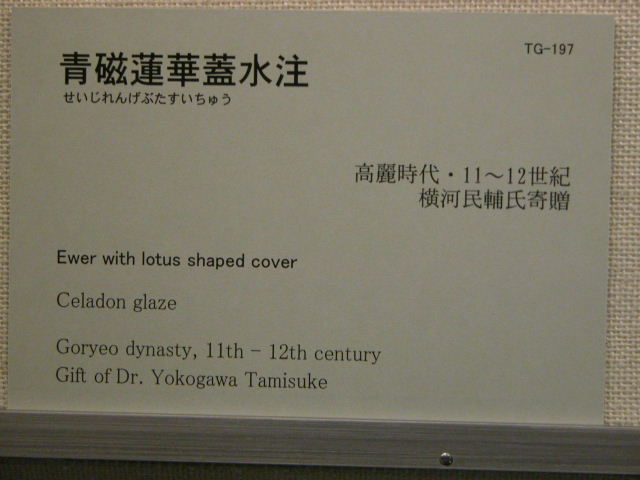 TG-197
青磁蓮華蓋水注
せいじれんげぶたすいちゅう
高麗時代・11～12世紀
横河民輔氏寄贈
Ewer with lotus shaped cover
Celadon glaze
Goryeo dynasty, 11th - 12th century
Gift of Dr. Yokogawa Tamisuke